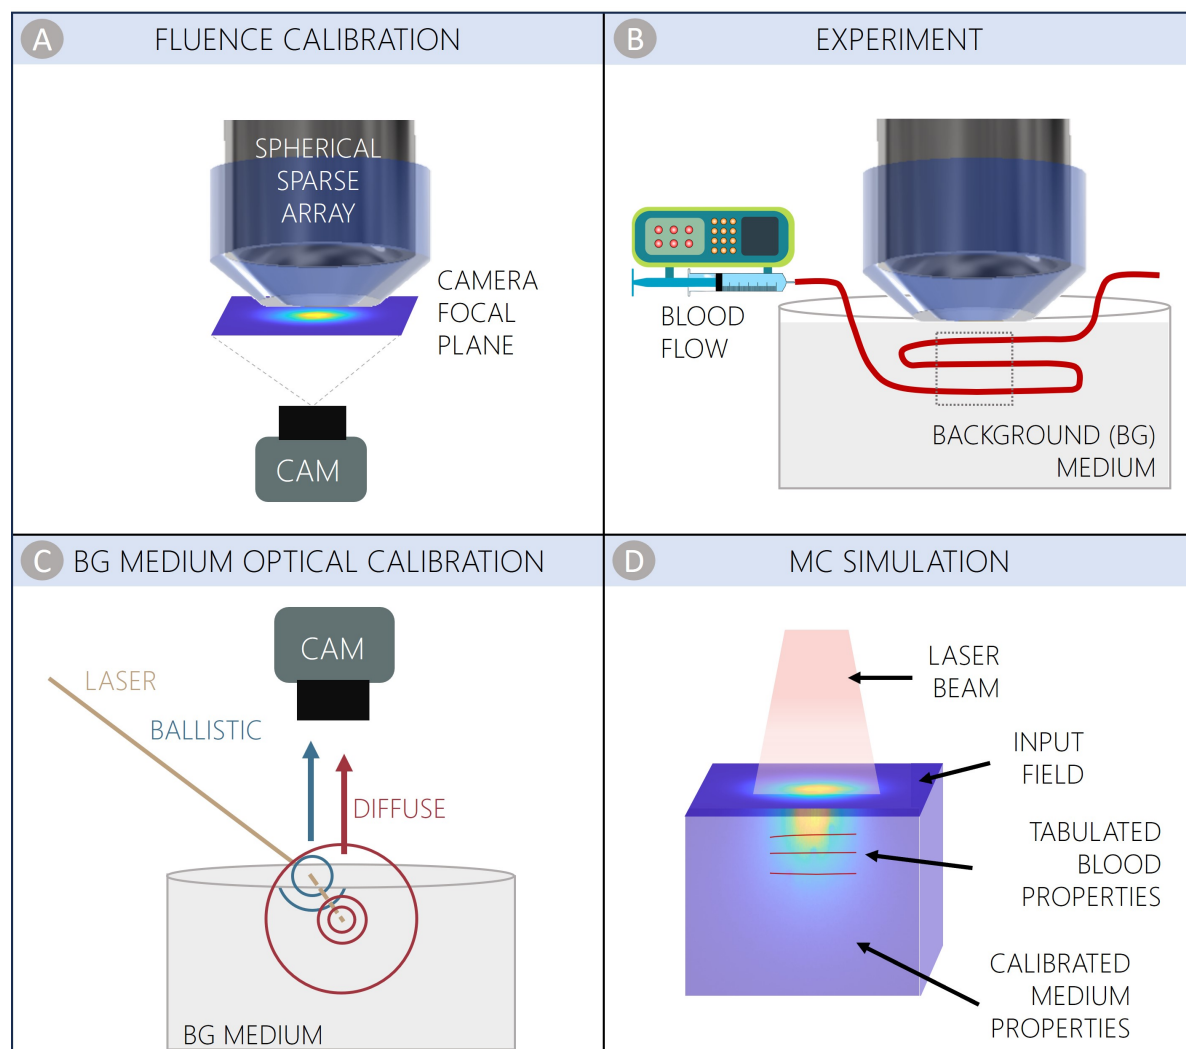 A FLUENCE CALIBRATION
SPHERICAL
SPARSE
ARRAY
CAMERA
FOCAL
PLANE
CAM
B EXPERIMENT
BLOOD
FLOW
BACKGROUND (BG)
MEDIUM
C BG MEDIUM OPTICAL CALIBRATION
CAM
LASER
BALLISTIC
DIFFUSE
BG MEDIUM
D MC SIMULATION
LASER
BEAM
INPUT
FIELD
TABULATED
BLOOD
PROPERTIES
CALIBRATED
MEDIUM
PROPERTIES